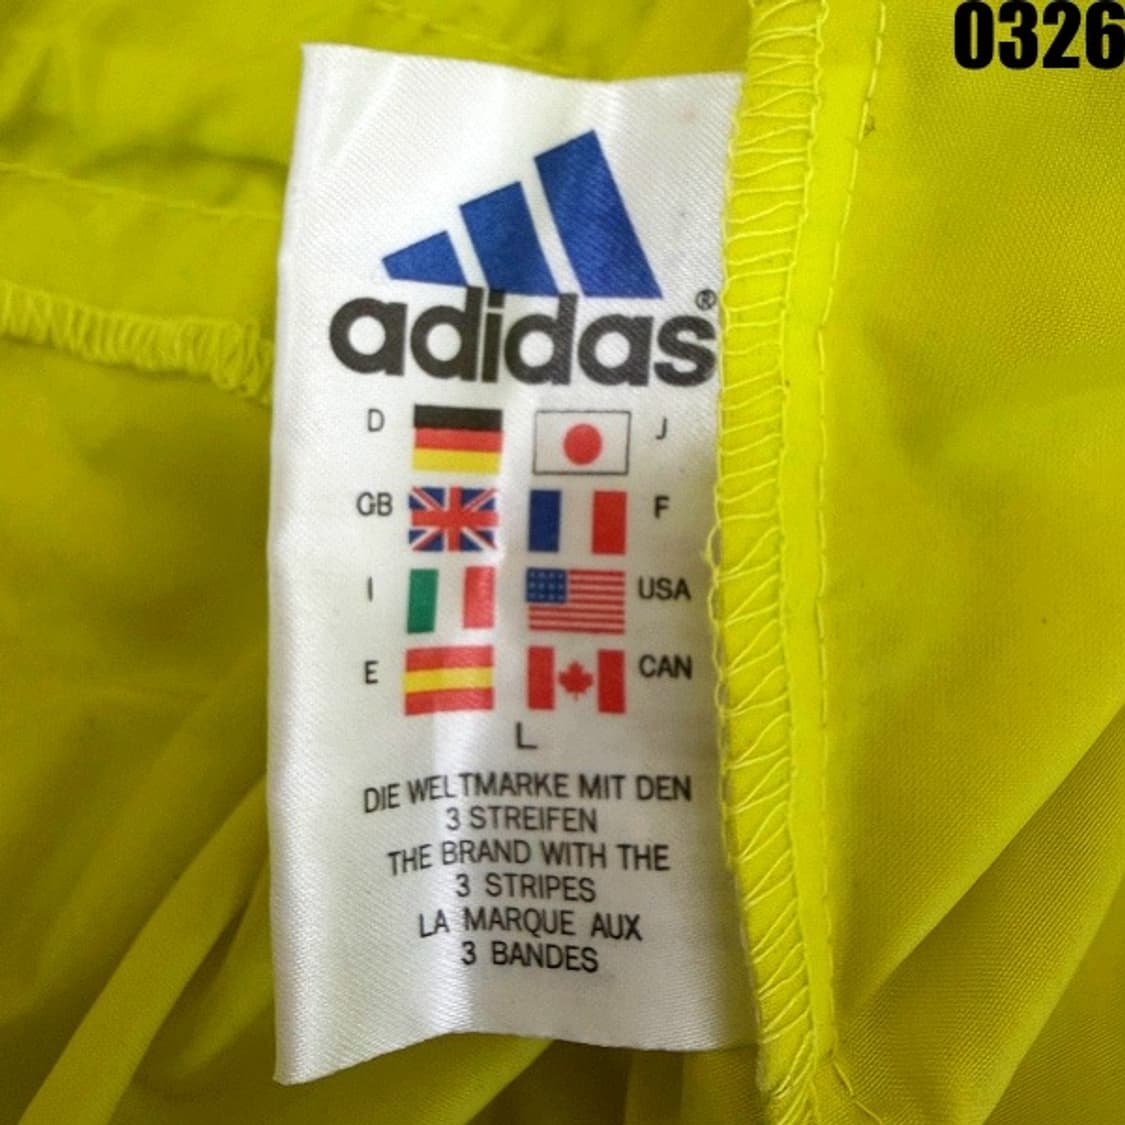 0326
adidas®
D J
GB F
I USA
E CAN
L
DIE WELTMARKE MIT DEN
3 STREIFEN
THE BRAND WITH THE
3 STRIPES
LA MARQUE AUX
3 BANDES